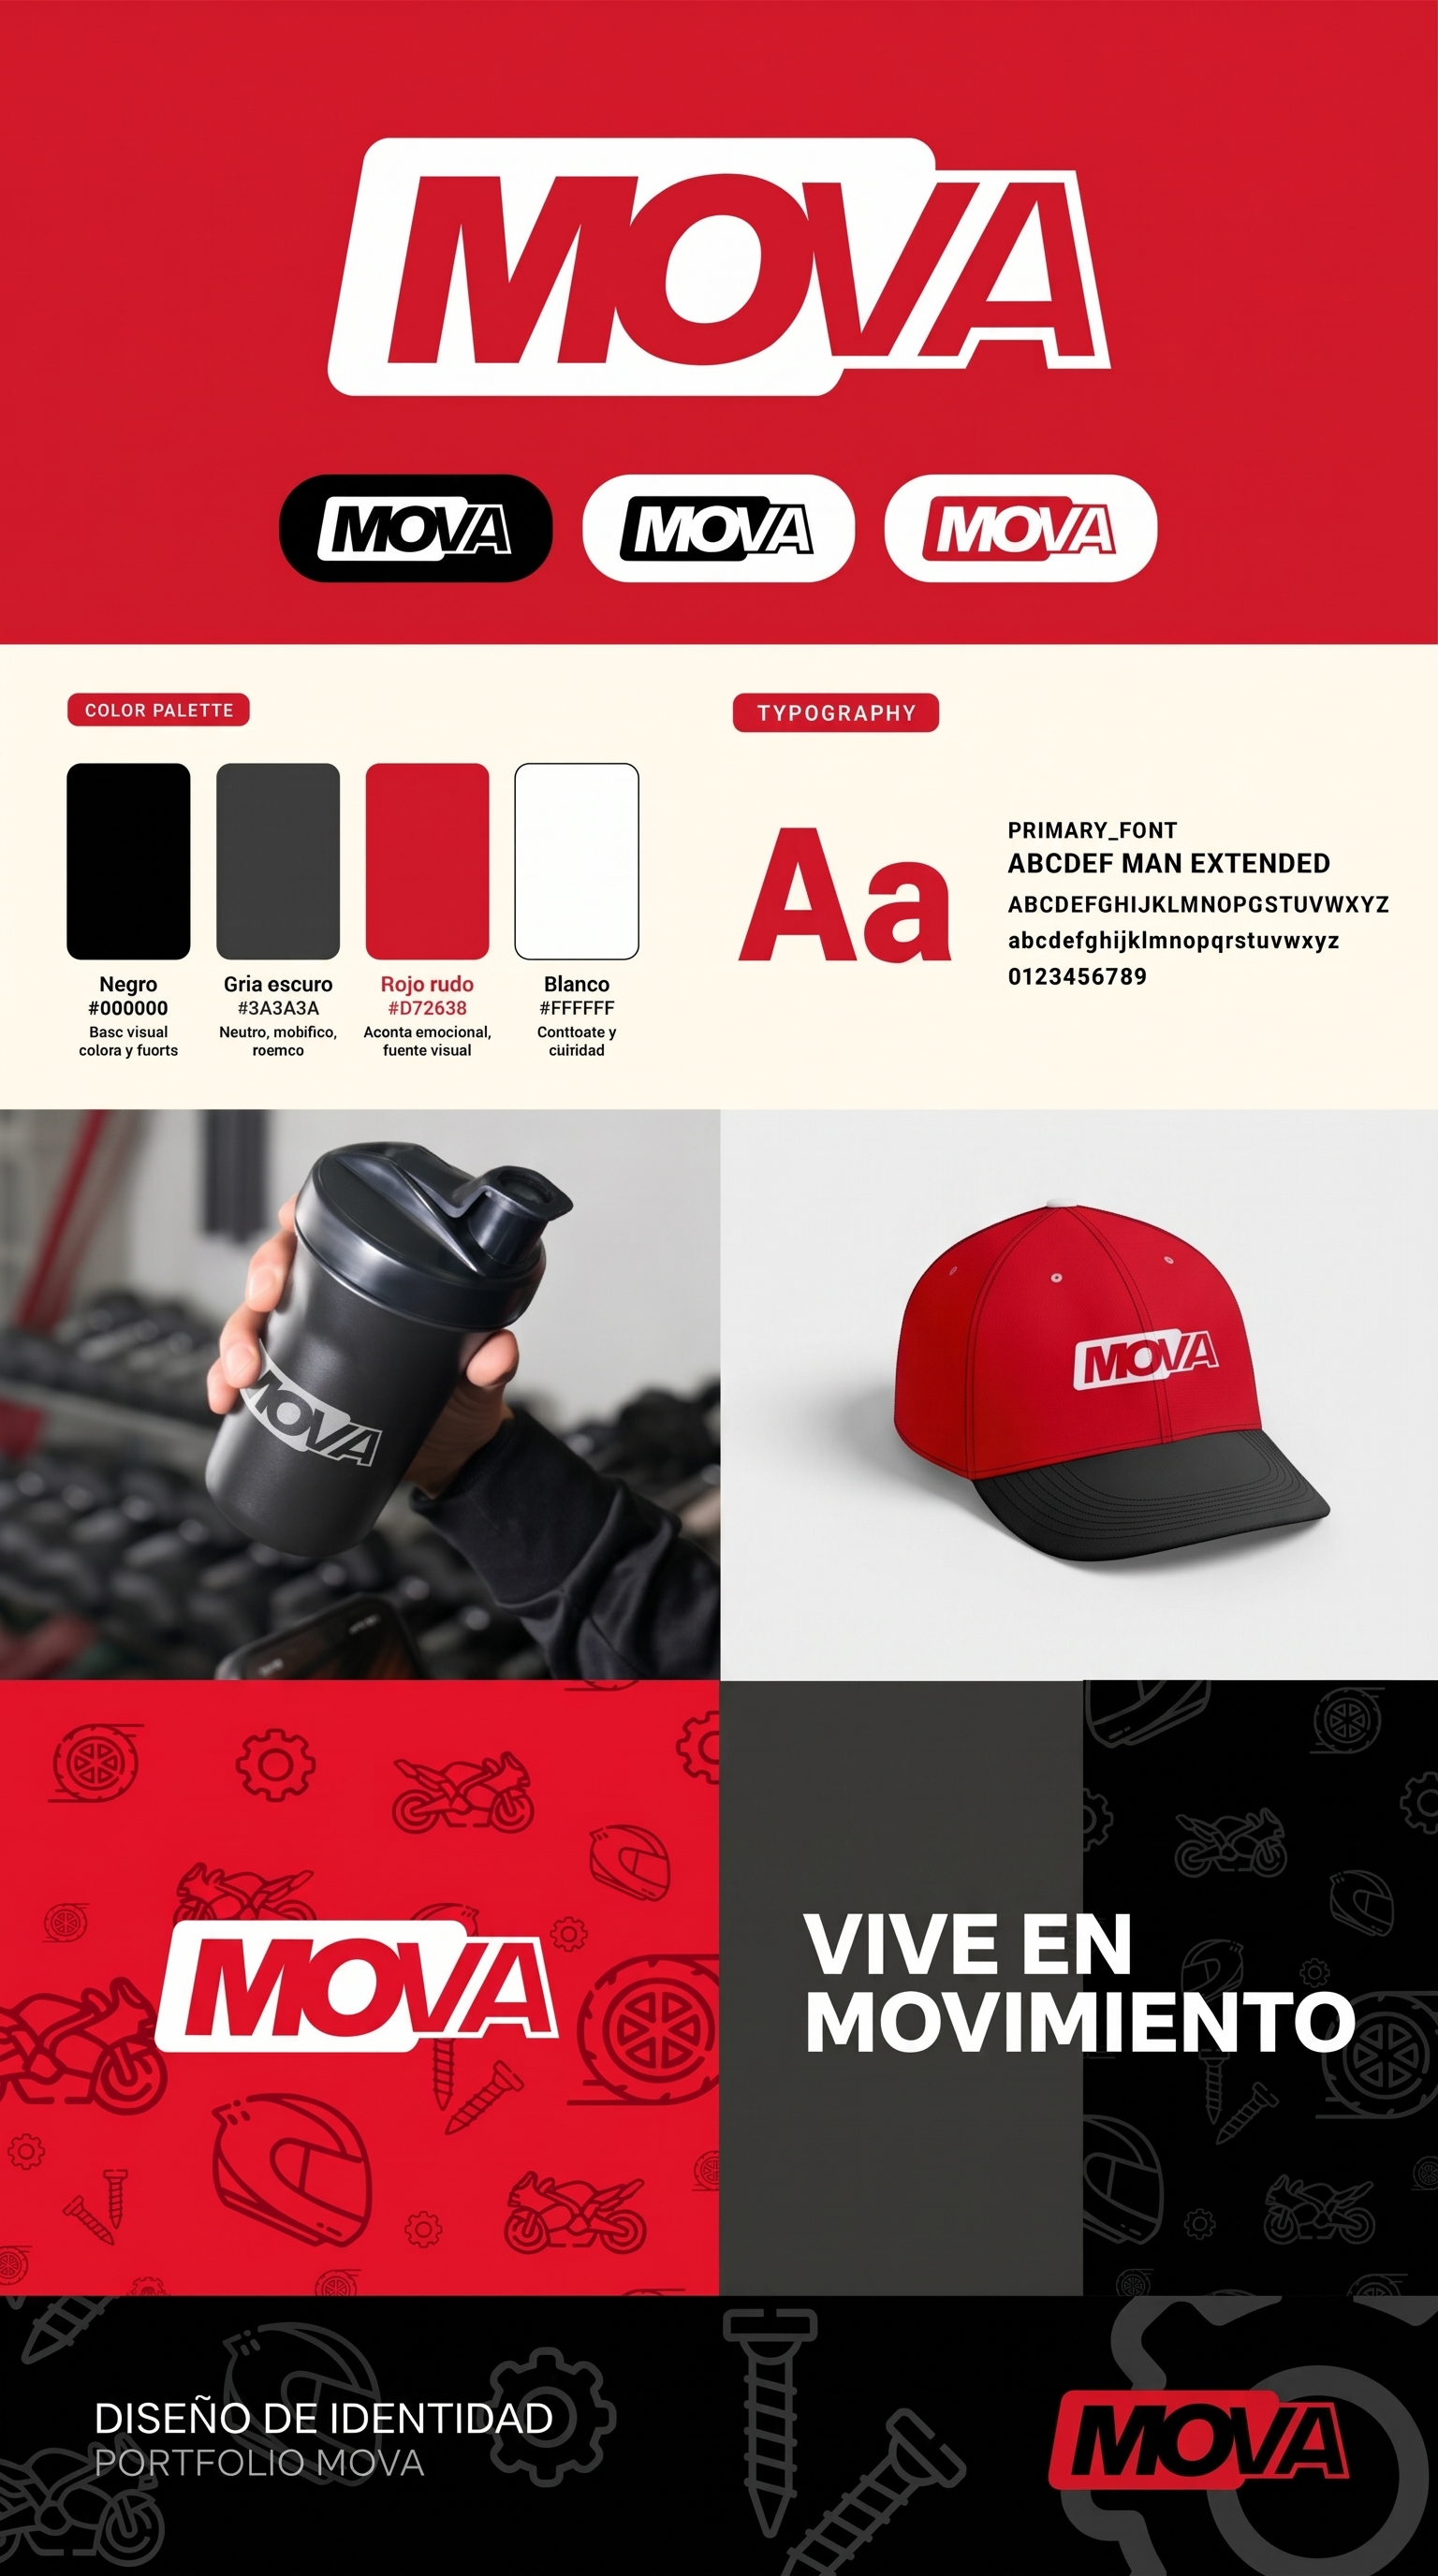 MOVA
MOVA
MOVA
MOVA
COLOR PALETTE
TYPOGRAPHY
Negro
#000000
Basc visual
colora y fuorts
Gria escuro
#3A3A3A
Neutro, mobifico,
roemco
Rojo rudo
#D72638
Aconta emocional,
fuente visual
Blanco
#FFFFFF
Conttoate y
cüiridad
Aa
PRIMARY_FONT
ABCDEF MAN EXTENDED
ABCDEFGHIJKLMNOPGSTUVWXYZ
abcdefghijklmnopqrstuvwxyz
0123456789
MOVA
MOVA
MOVA
VIVE EN
MOVIMIENTO
DISEÑO DE IDENTIDAD
PORTFOLIO MOVA
MOVA